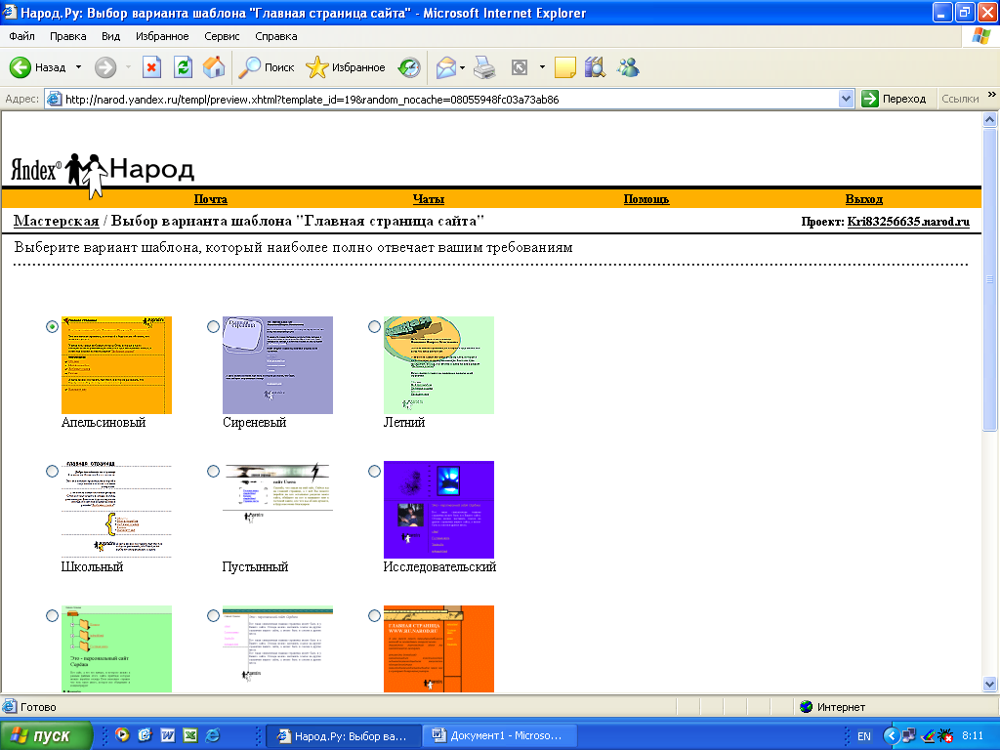 Народ.Ру: Выбор варианта шаблона "Главная страница сайта" - Microsoft Internet Explorer
Файл Правка Вид Избранное Сервис Справка
Назад Поиск Избранное
Адрес: http://narod.yandex.ru/templ/preview.xhtml?template_id=19&random_nocache=08055948fc03a73ab86 Переход Ссылки »
Яndex® Народ
Почта Чаты Помощь Выход
Мастерская / Выбор варианта шаблона "Главная страница сайта" Проект: Kri83256635.narod.ru
Выберите вариант шаблона, который наиболее полно отвечает вашим требованиям
Апельсиновый Сиреневый Летний
ГЛАВНАЯ СТРАНИЦА
сайт Union
Школьный Пустынный Исследовательский
ГЛАВНАЯ СТРАНИЦА
Это - персональный сайт
Готово Интернет
пуск Народ.Ру: Выбор ва... Документ1 - Microso... EN 8:11